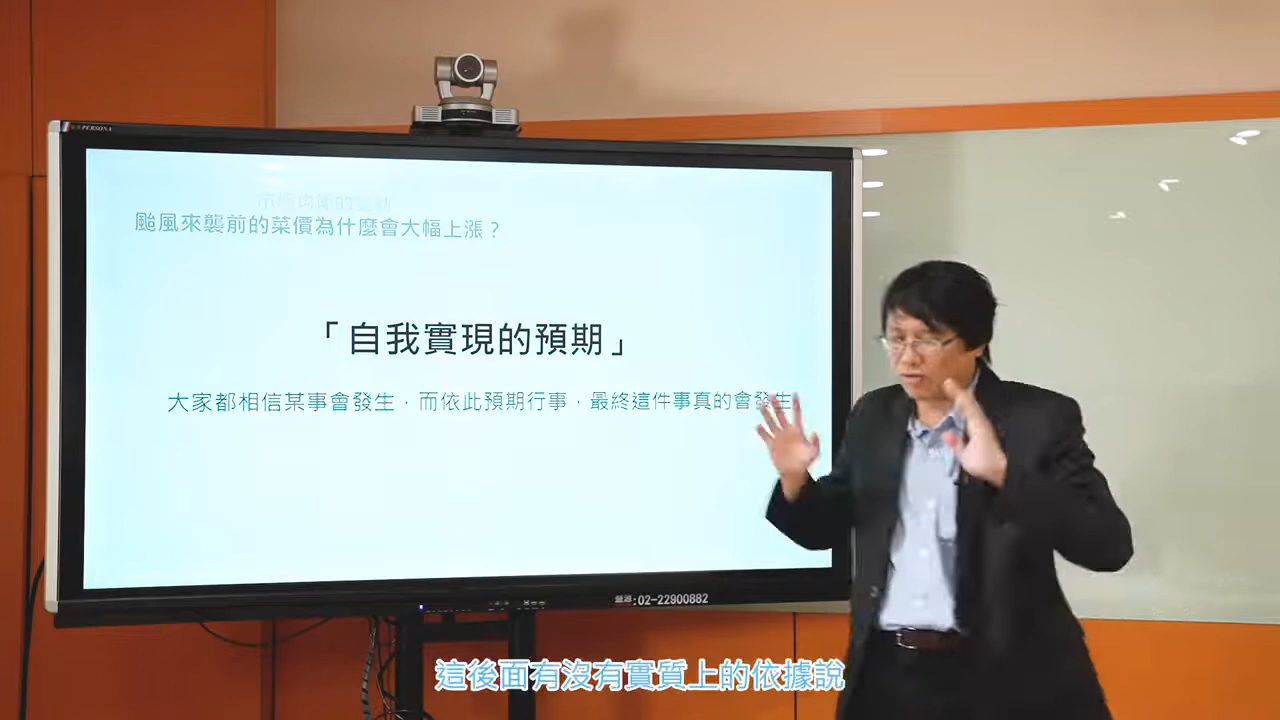 PERSONA
颱風來襲前的菜價為什麼會大幅上漲？
「自我實現的預期」
大家都相信某事會發生，而依此預期行事，最終這件事真的會發生。
:02-22900882
這後面有沒有實質上的依據說